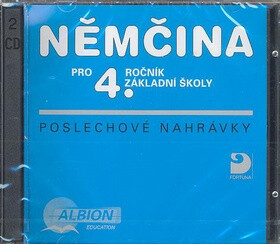 2 CD
NĚMČINA
PRO 4. ROČNÍK
ZÁKLADNÍ ŠKOLY
POSLECHOVÉ NAHRÁVKY
ALBION
EDUCATION
FORTUNA